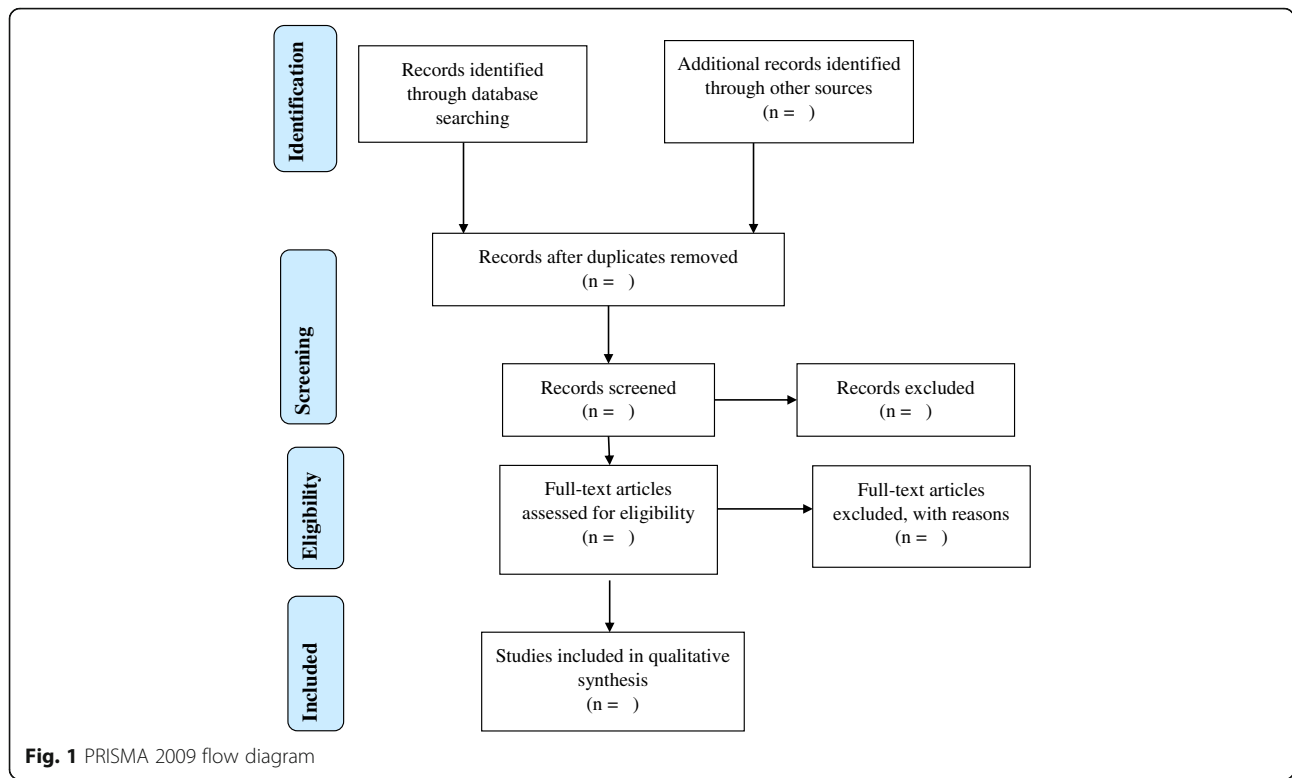 Identification
Records identified
through database
searching
Additional records identified
through other sources
(n = )
Screening
Records after duplicates removed
(n = )
Records screened
(n = )
Records excluded
(n = )
Eligibility
Full-text articles
assessed for eligibility
(n = )
Full-text articles
excluded, with reasons
(n = )
Included
Studies included in qualitative
synthesis
(n = )
Fig. 1 PRISMA 2009 flow diagram